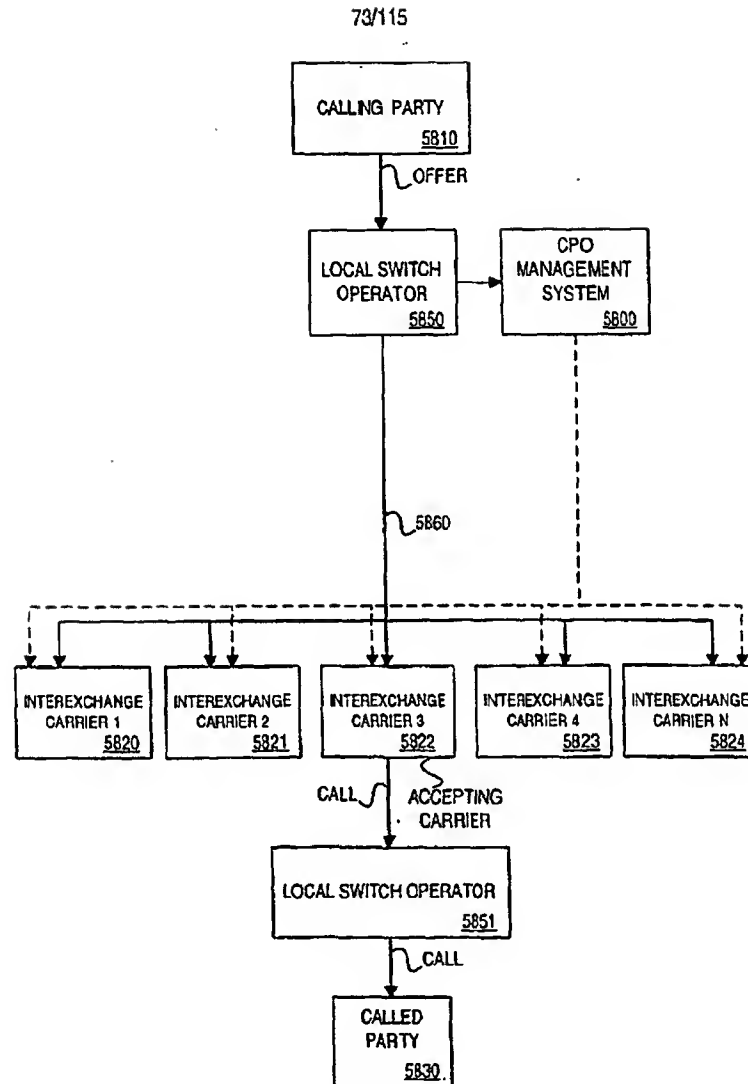 73/115
CALLING PARTY
5810
OFFER
LOCAL SWITCH
OPERATOR
5850
CPO
MANAGEMENT
SYSTEM
5800
5860
INTEREXCHANGE
CARRIER 1
5820
INTEREXCHANGE
CARRIER 2
5821
INTEREXCHANGE
CARRIER 3
5822
INTEREXCHANGE
CARRIER 4
5823
INTEREXCHANGE
CARRIER N
5824
CALL
ACCEPTING
CARRIER
LOCAL SWITCH OPERATOR
5851
CALL
CALLED
PARTY
5830